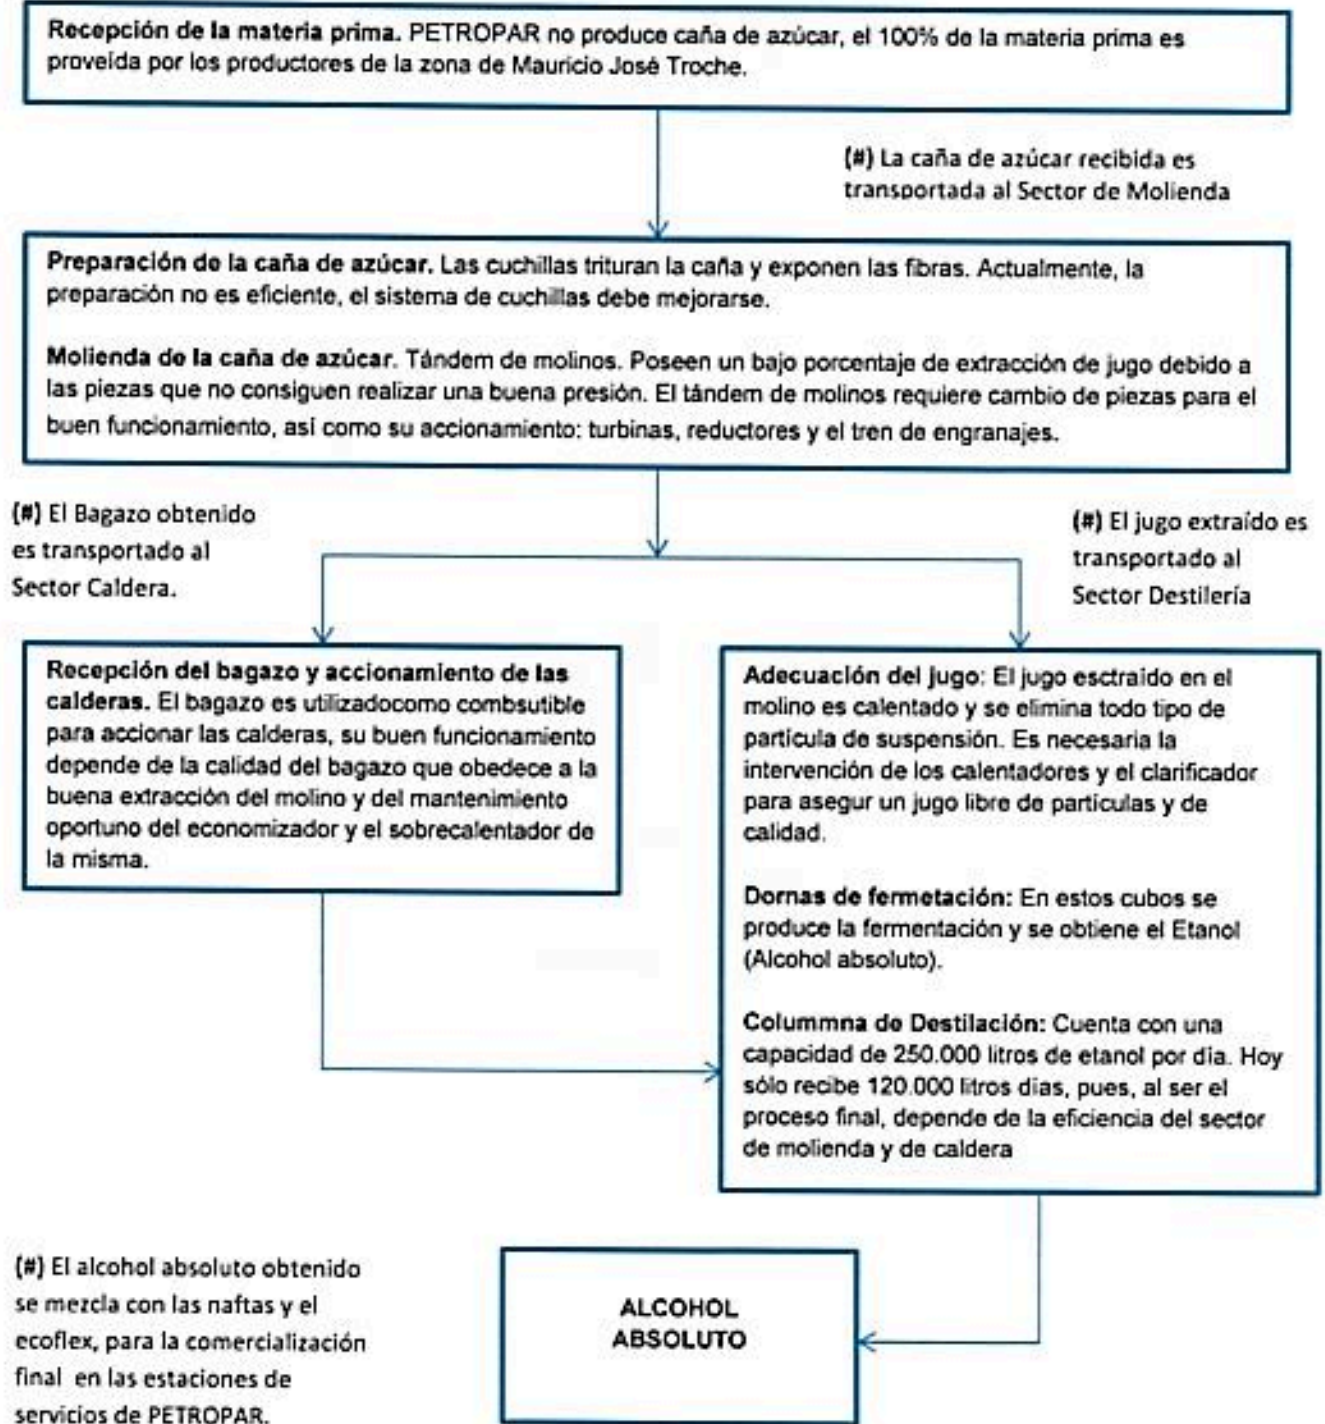 Recepción de la materia prima. PETROPAR no produce caña de azúcar, el 100% de la materia prima es
proveída por los productores de la zona de Mauricio José Troche.
(#) La caña de azúcar recibida es
transportada al Sector de Molienda
Preparación de la caña de azúcar. Las cuchillas trituran la caña y exponen las fibras. Actualmente, la
preparación no es eficiente, el sistema de cuchillas debe mejorarse.
Molienda de la caña de azúcar. Tándem de molinos. Poseen un bajo porcentaje de extracción de jugo debido a
las piezas que no consiguen realizar una buena presión. El tándem de molinos requiere cambio de piezas para el
buen funcionamiento, así como su accionamiento: turbinas, reductores y el tren de engranajes.
(#) El Bagazo obtenido
es transportado al
Sector Caldera.
(#) El jugo extraído es
transportado al
Sector Destilería
Recepción del bagazo y accionamiento de las
calderas. El bagazo es utilizadocomo combsutible
para accionar las calderas, su buen funcionamiento
depende de la calidad del bagazo que obedece a la
buena extracción del molino y del mantenimiento
oportuno del economizador y el sobrecalentador de
la misma.
Adecuación del jugo: El jugo esctraido en el
molino es calentado y se elimina todo tipo de
partícula de suspensión. Es necesaria la
intervención de los calentadores y el clarificador
para asegur un jugo libre de partículas y de
calidad.
Dornas de fermetación: En estos cubos se
produce la fermentación y se obtiene el Etanol
(Alcohol absoluto).
Colummna de Destilación: Cuenta con una
capacidad de 250.000 litros de etanol por día. Hoy
sólo recibe 120.000 litros días, pues, al ser el
proceso final, depende de la eficiencia del sector
de molienda y de caldera
(#) El alcohol absoluto obtenido
se mezcla con las naftas y el
ecoflex, para la comercialización
final en las estaciones de
servicios de PETROPAR.
ALCOHOL
ABSOLUTO